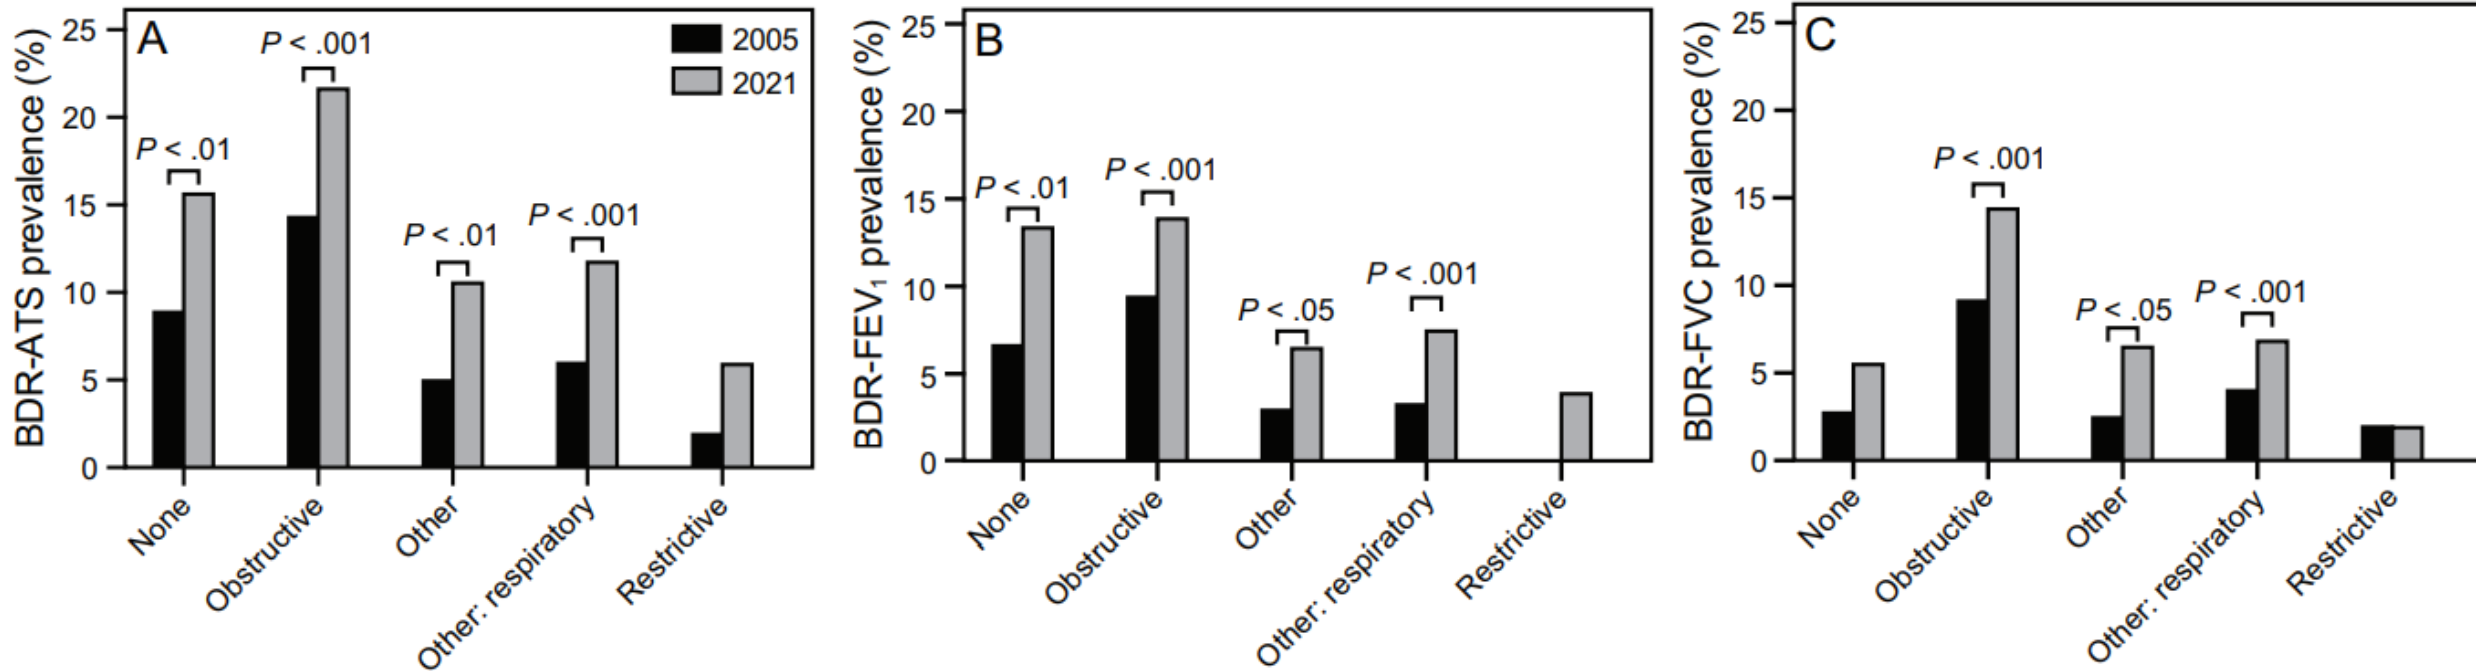 A
BDR-ATS prevalence (%)
25
20
15
10
5
0
2005
2021
P < .01
P < .001
P < .01
P < .001
None
Obstructive
Other
Other: respiratory
Restrictive
B
BDR-FEV₁ prevalence (%)
25
20
15
10
5
0
P < .01
P < .001
P < .05
P < .001
None
Obstructive
Other
Other: respiratory
Restrictive
C
BDR-FVC prevalence (%)
25
20
15
10
5
0
P < .001
P < .05
P < .001
None
Obstructive
Other
Other: respiratory
Restrictive